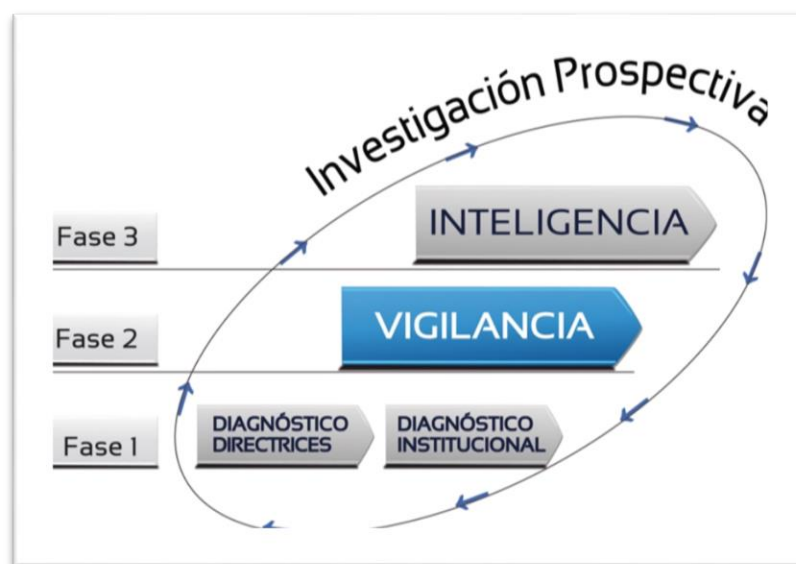 Investigación Prospectiva
Fase 3
INTELIGENCIA
Fase 2
VIGILANCIA
Fase 1
DIAGNÓSTICO
DIRECTRICES
DIAGNÓSTICO
INSTITUCIONAL